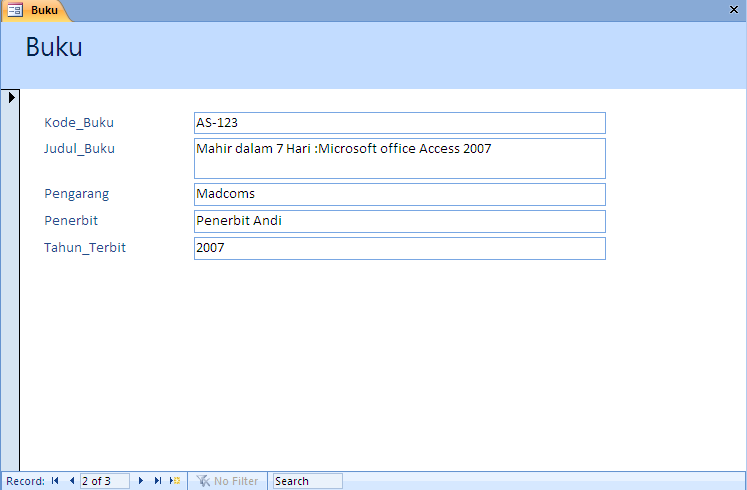 Buku
Buku
Kode_Buku AS-123
Judul_Buku Mahir dalam 7 Hari :Microsoft office Access 2007
Pengarang Madcoms
Penerbit Penerbit Andi
Tahun_Terbit 2007
Record: 2 of 3 No Filter Search